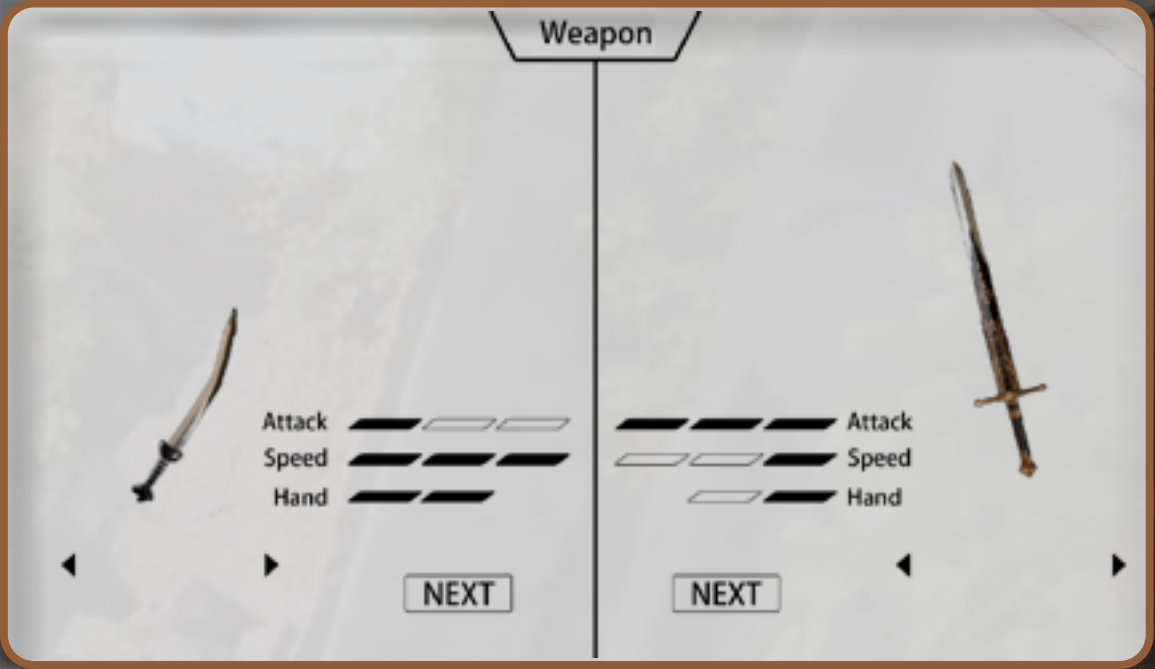 Weapon
Attack
Speed
Hand
NEXT
Attack
Speed
Hand
NEXT